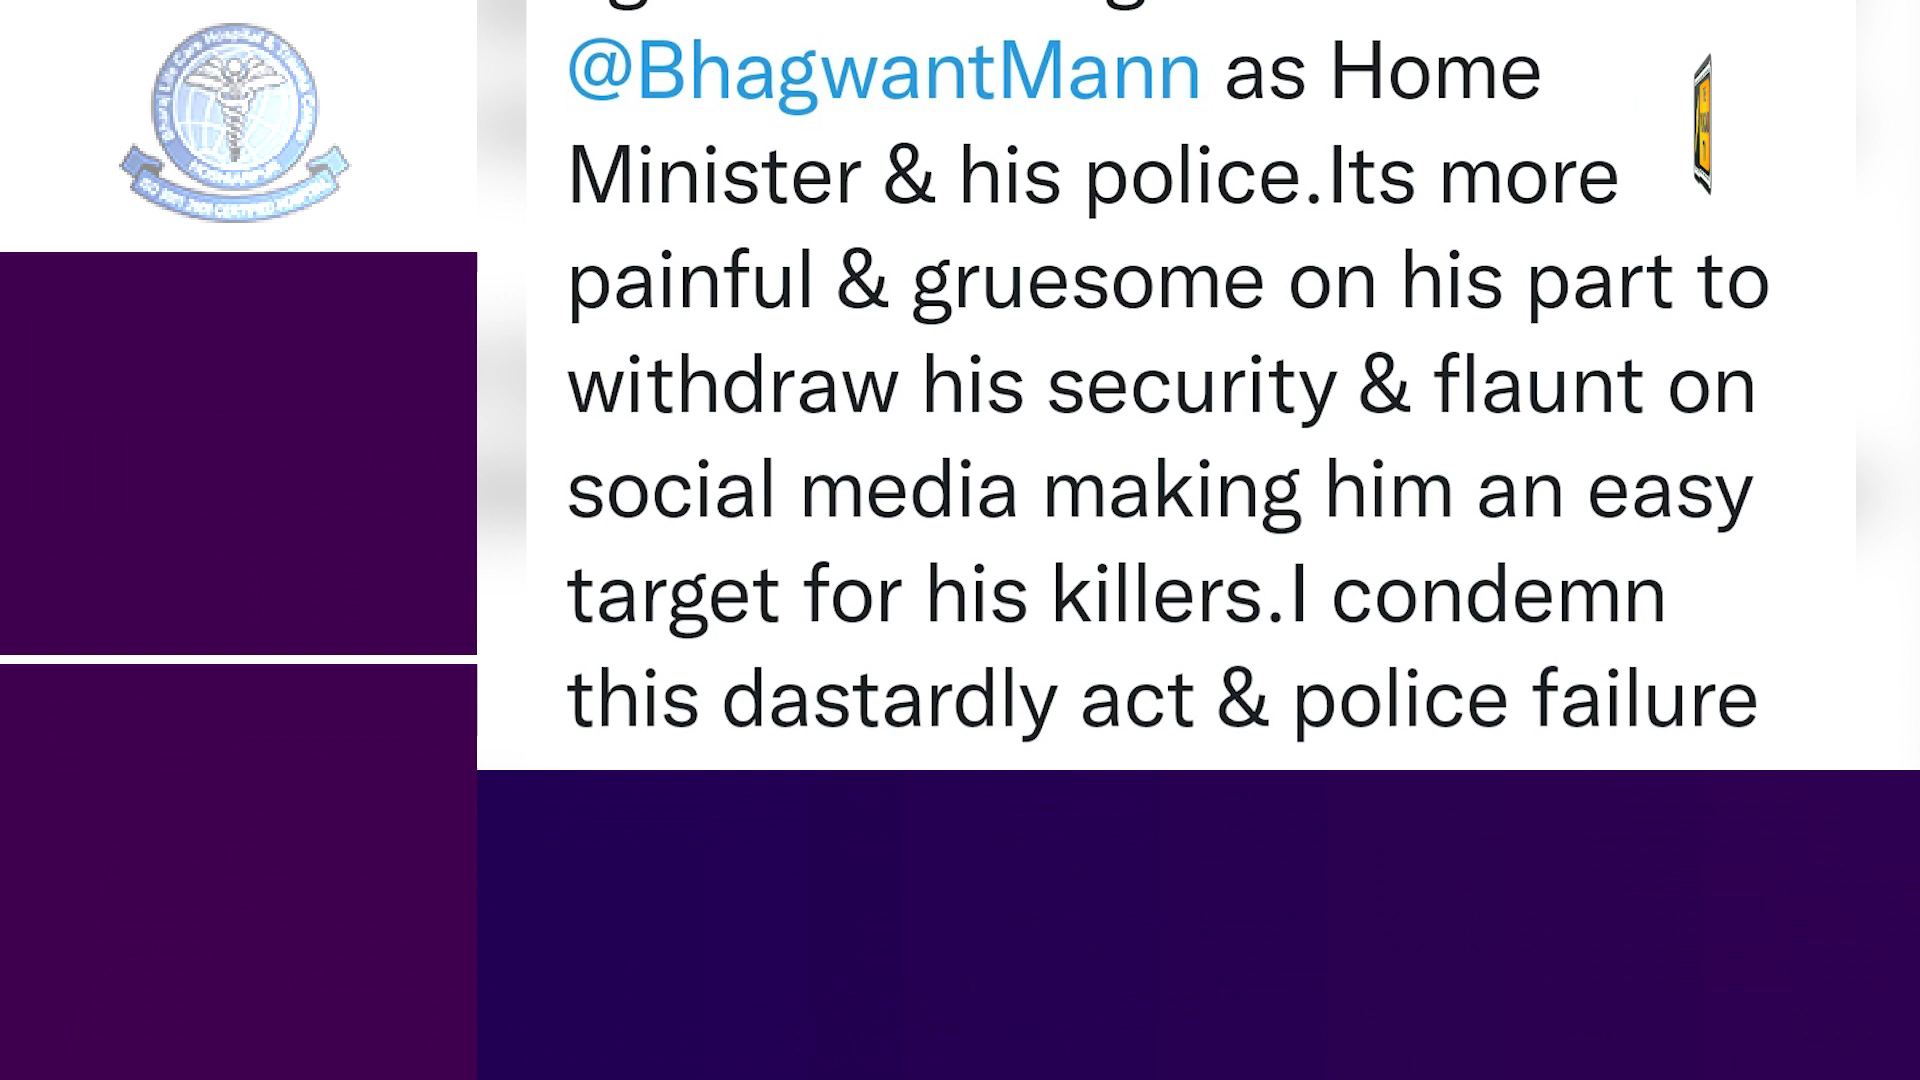 @BhagwantMann as Home
Minister & his police.Its more
painful & gruesome on his part to
withdraw his security & flaunt on
social media making him an easy
target for his killers.I condemn
this dastardly act & police failure